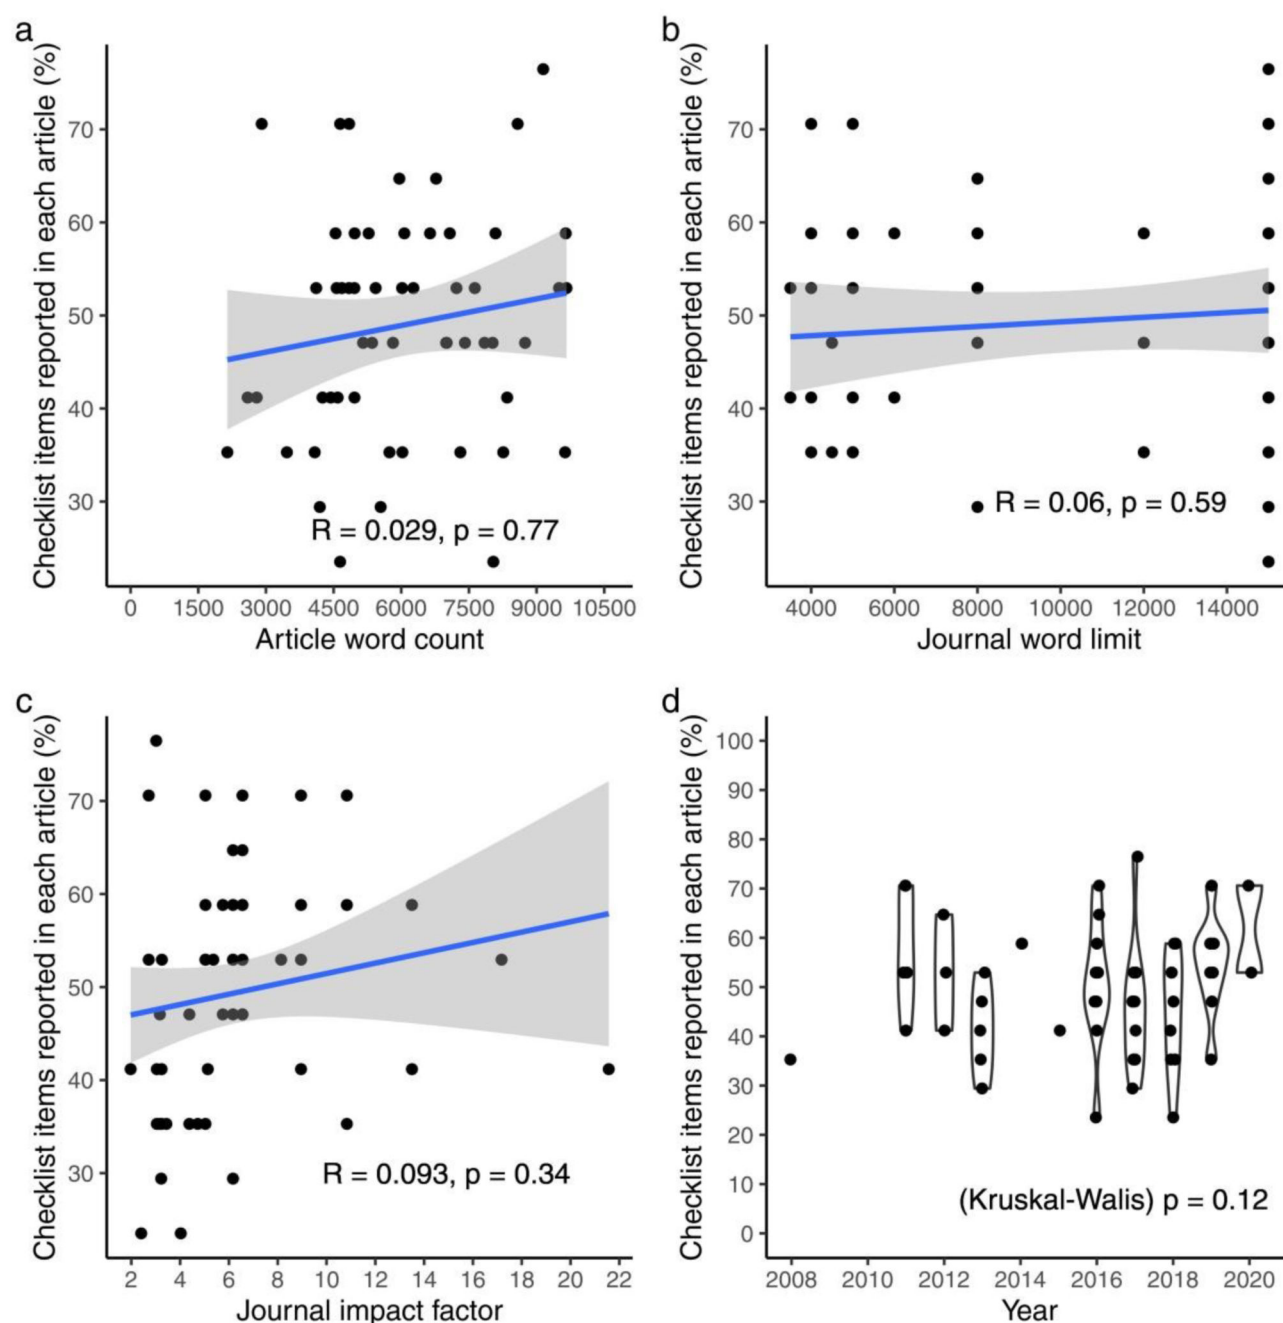 a
Checklist items reported in each article (%)
70
60
50
40
30
R = 0.029, p = 0.77
0 1500 3000 4500 6000 7500 9000 10500
Article word count
b
Checklist items reported in each article (%)
70
60
50
40
30
R = 0.06, p = 0.59
4000 6000 8000 10000 12000 14000
Journal word limit
c
Checklist items reported in each article (%)
70
60
50
40
30
R = 0.093, p = 0.34
2 4 6 8 10 12 14 16 18 20 22
Journal impact factor
d
Checklist items reported in each article (%)
100
90
80
70
60
50
40
30
20
10
0
(Kruskal-Walis) p = 0.12
2008 2010 2012 2014 2016 2018 2020
Year